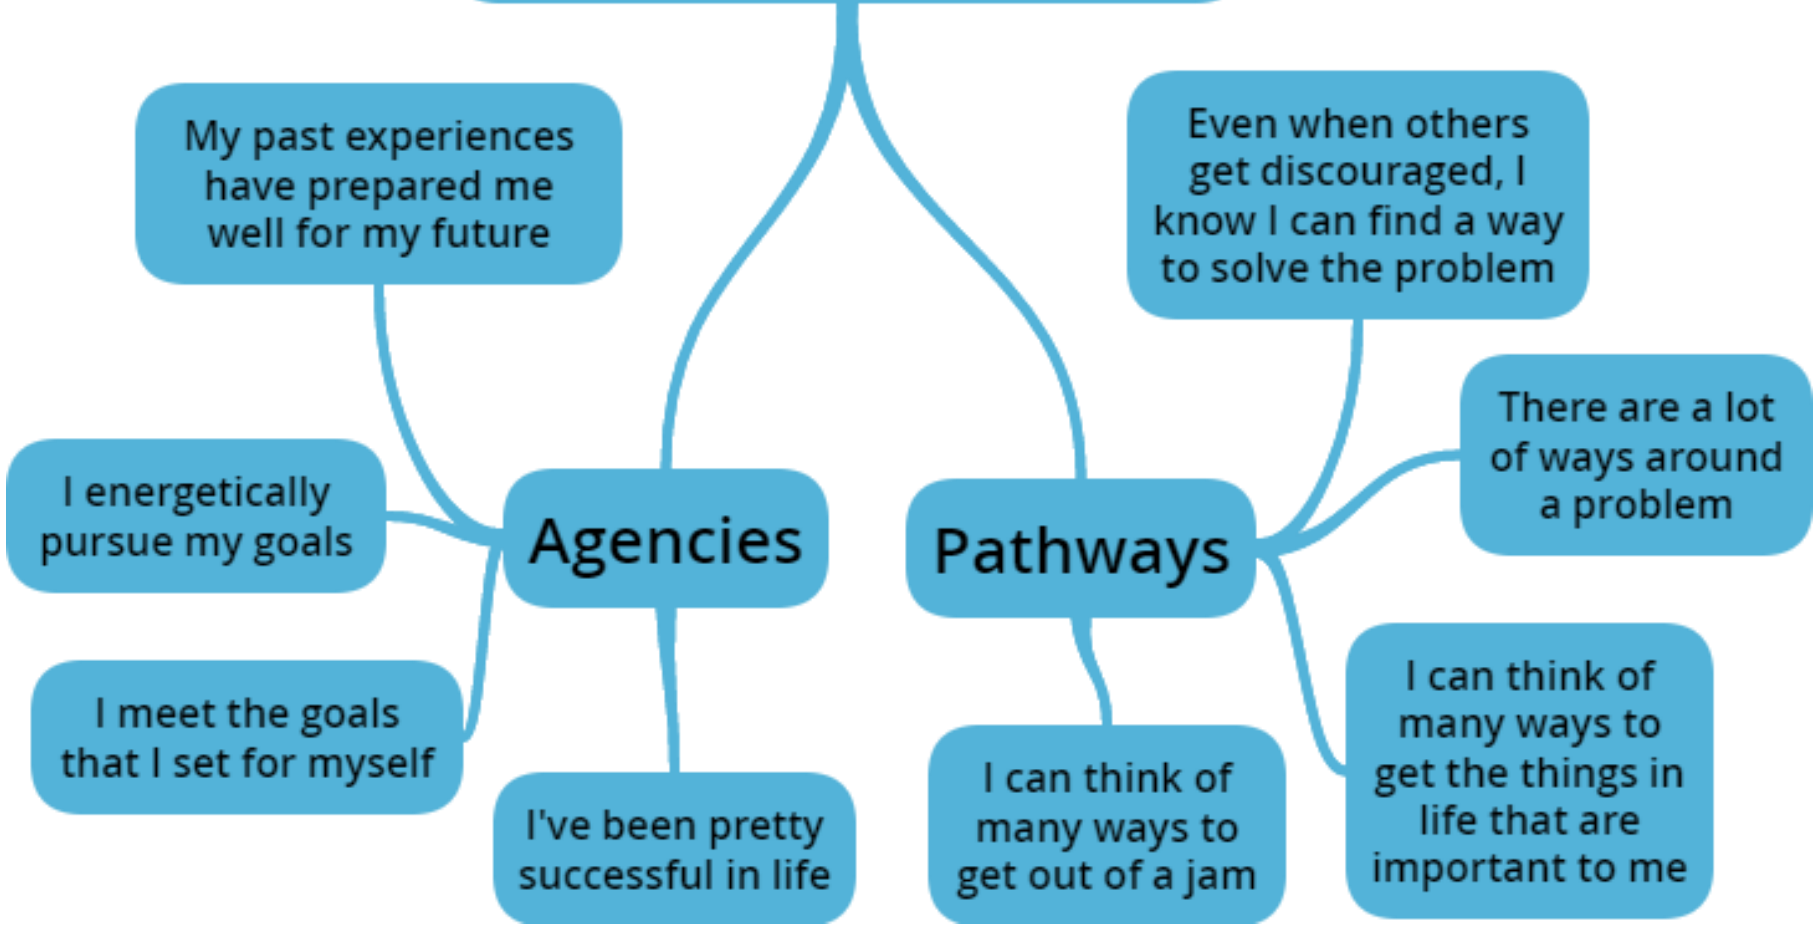 My past experiences
have prepared me
well for my future
I energetically
pursue my goals
I meet the goals
that I set for myself
Agencies
I've been pretty
successful in life
Even when others
get discouraged, I
know I can find a way
to solve the problem
There are a lot
of ways around
a problem
Pathways
I can think of
many ways to
get out of a jam
I can think of
many ways to
get the things in
life that are
important to me